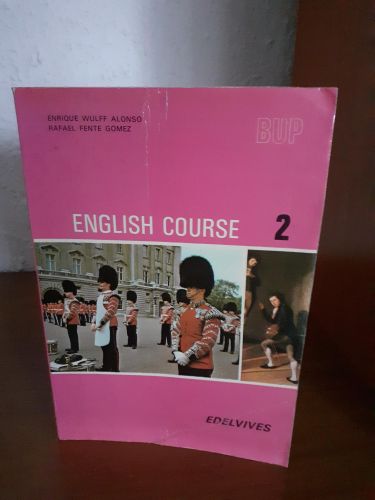 ENRIQUE WULFF ALONSO
RAFAEL FENTE GOMEZ
BUP
ENGLISH COURSE 2
EDELVIVES